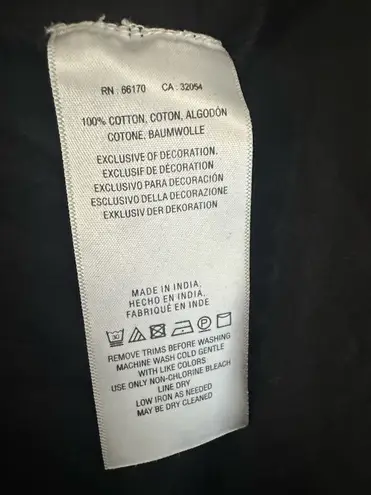 RN : 66170 CA : 32054
100% COTTON, COTON, ALGODÓN
COTONE, BAUMWOLLE
EXCLUSIVE OF DECORATION.
EXCLUSIF DE DÉCORATION
EXCLUSIVO PARA DECORACIÓN
ESCLUSIVO DELLA DECORAZIONE
EXKLUSIV DER DEKORATION
MADE IN INDIA,
HECHO EN INDIA,
FABRIQUÉ EN INDE
30 P
REMOVE TRIMS BEFORE WASHING
MACHINE WASH COLD GENTLE
WITH LIKE COLORS
USE ONLY NON-CHLORINE BLEACH
LINE DRY
LOW IRON AS NEEDED
MAY BE DRY CLEANED